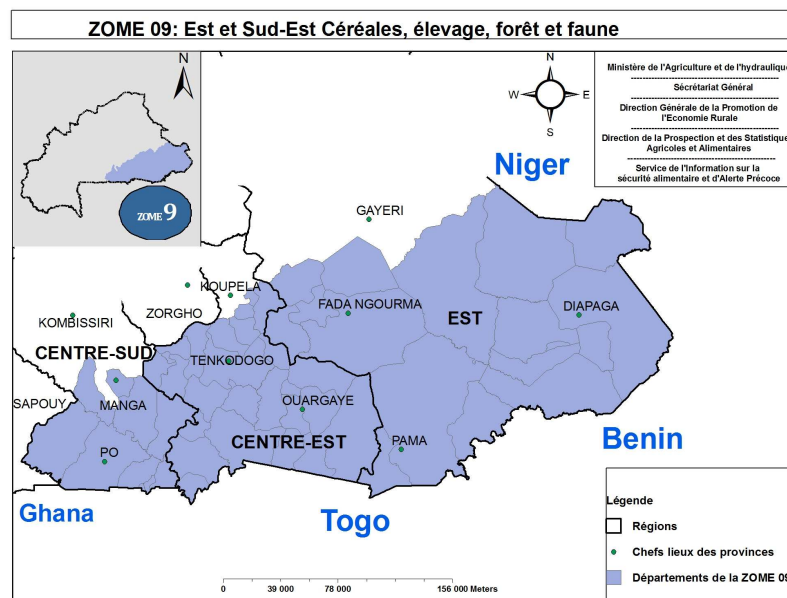 ZOME 09: Est et Sud-Est Céréales, élevage, forêt et faune
N
ZOME 9
N
W
E
S
Ministère de l'Agriculture et de l'hydraulique
Sécrétariat Général
Direction Générale de la Promotion de
l'Economie Rurale
Direction de la Prospection et des Statistique
Agricoles et Alimentaires
Service de l'Information sur la
sécurité alimentaire et d'Alerte Précoce
Niger
GAYERI
KOUPELA
ZORGHO
KOMBISSIRI
FADA NGOURMA
EST
DIAPAGA
CENTRE-SUD
TENKODOGO
SAPOUY
MANGA
OUARGAYE
CENTRE-EST
PAMA
PO
Benin
Ghana
Togo
Légende
Régions
Chefs lieux des provinces
Départements de la ZOME 09
0 39 000 78 000 156 000 Meters